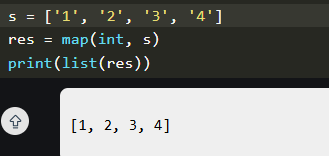 s = ['1', '2', '3', '4']
res = map(int, s)
print(list(res))
[1, 2, 3, 4]